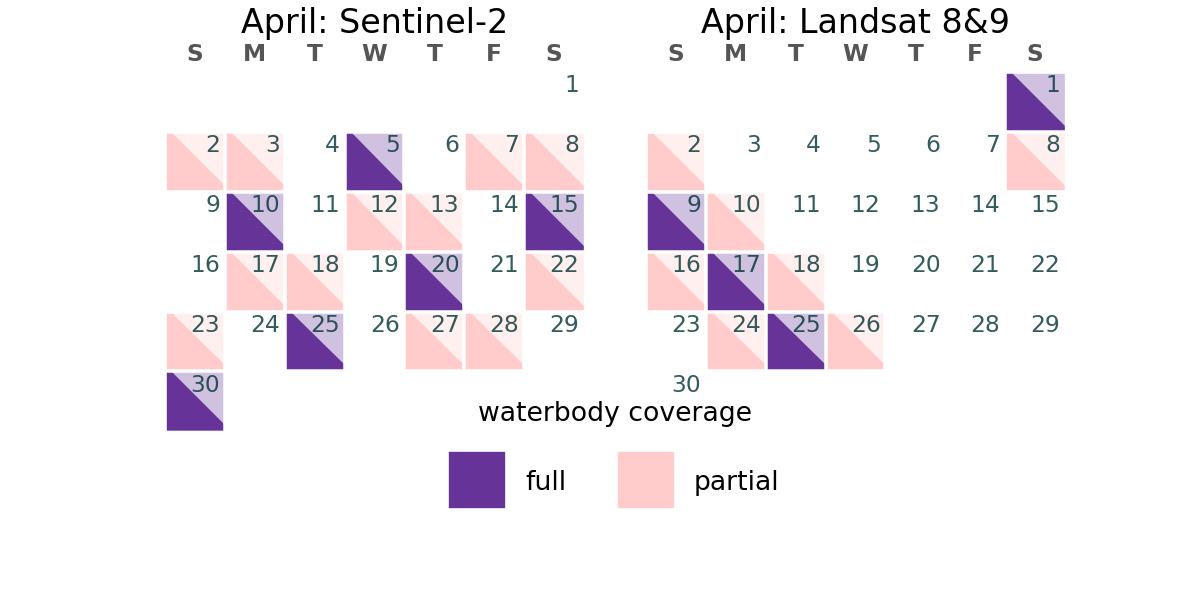 April: Sentinel-2
S M T W T F S
1
2 3 4 5 6 7 8
9 10 11 12 13 14 15
16 17 18 19 20 21 22
23 24 25 26 27 28 29
30
April: Landsat 8&9
S M T W T F S
1
2 3 4 5 6 7 8
9 10 11 12 13 14 15
16 17 18 19 20 21 22
23 24 25 26 27 28 29
30
waterbody coverage
full partial